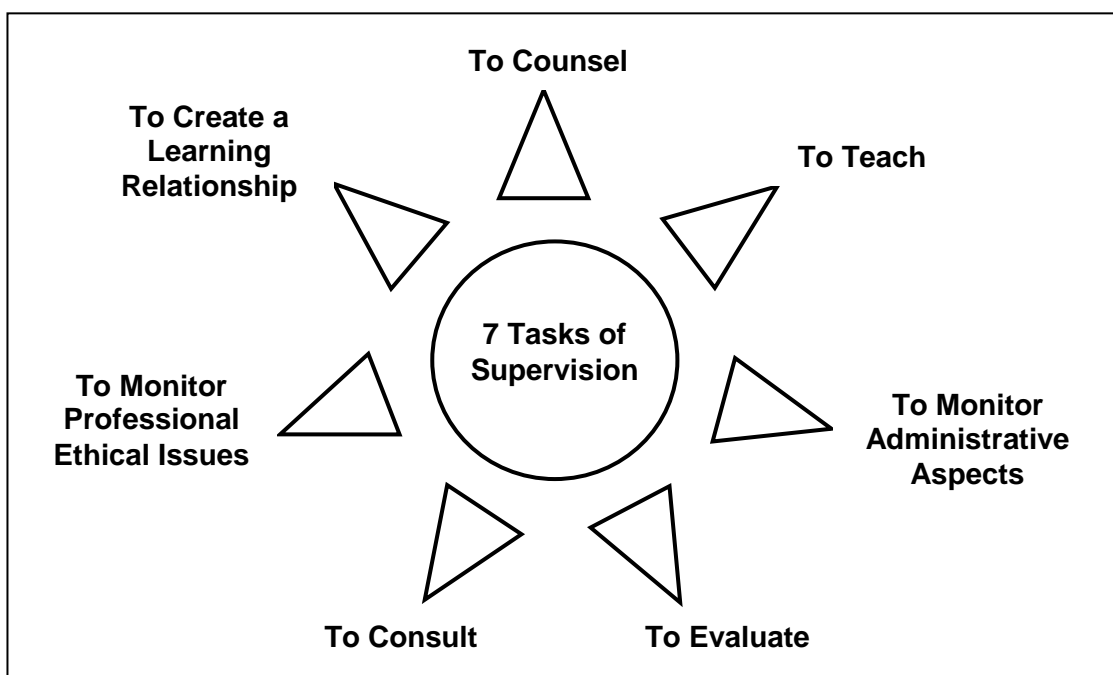 To Counsel
To Create a
Learning
Relationship
To Teach
7 Tasks of
Supervision
To Monitor
Professional
Ethical Issues
To Monitor
Administrative
Aspects
To Consult
To Evaluate